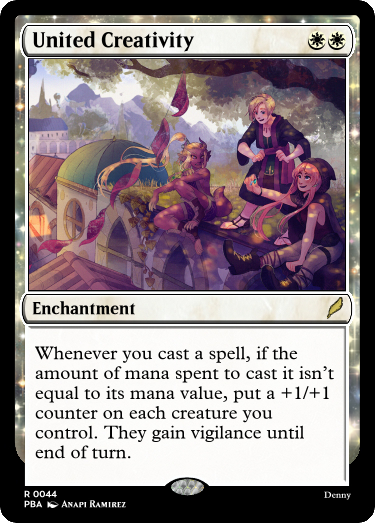 United Creativity
Enchantment
Whenever you cast a spell, if the
amount of mana spent to cast it isn't
equal to its mana value, put a +1/+1
counter on each creature you
control. They gain vigilance until
end of turn.
R 0044
PBA Anapi Ramirez
Denny